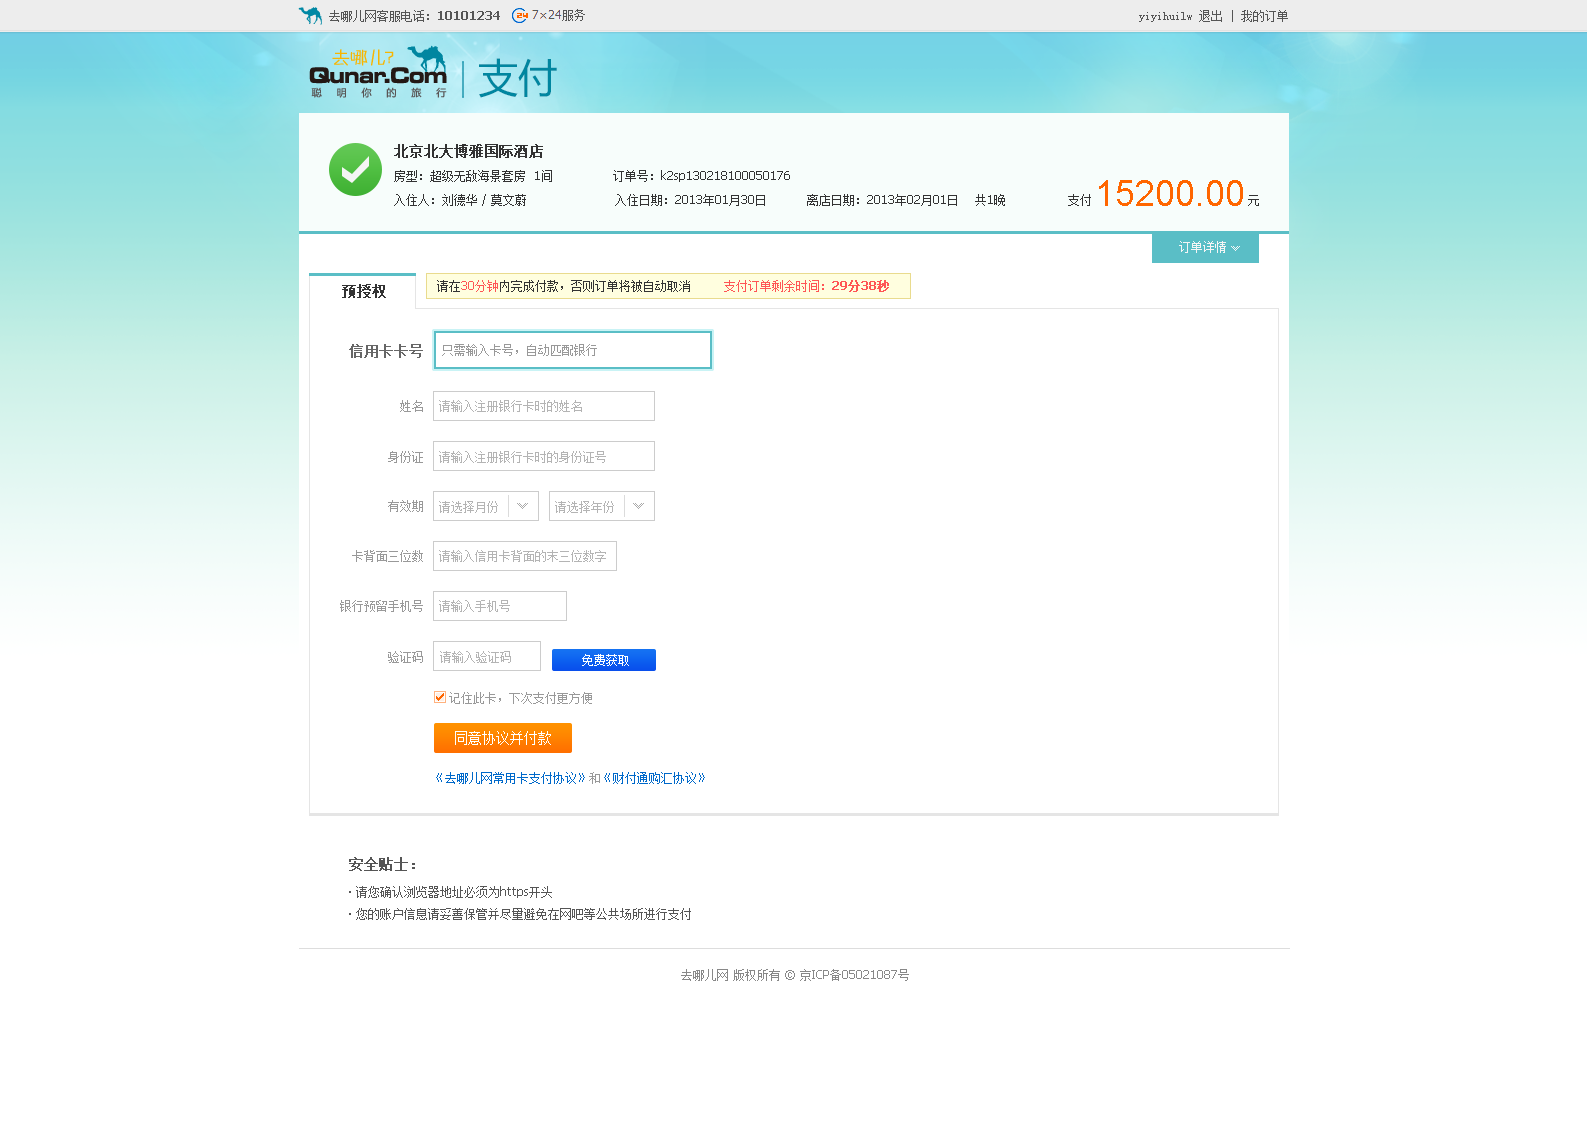 去哪儿网客服电话：10101234 24 7×24服务 yiyihuilw 退出 | 我的订单
去哪儿?
Qunar.Com
聪明你的旅行
支付
北京北大博雅国际酒店
房型：超级无敌海景套房 1间 订单号：k2sp130218100050176
入住人：刘德华 / 莫文蔚 入住日期：2013年01月30日 离店日期：2013年02月01日 共1晚 支付 15200.00 元
订单详情
预授权 请在30分钟内完成付款，否则订单将被自动取消 支付订单剩余时间：29分38秒
信用卡卡号 只需输入卡号，自动匹配银行
姓名 请输入注册银行卡时的姓名
身份证 请输入注册银行卡时的身份证号
有效期 请选择月份 请选择年份
卡背面三位数 请输入信用卡背面的末三位数字
银行预留手机号 请输入手机号
验证码 请输入验证码 免费获取
记住此卡，下次支付更方便
同意协议并付款
《去哪儿网常用卡支付协议》和《财付通购汇协议》
安全贴士：
· 请您确认浏览器地址必须为https开头
· 您的账户信息请妥善保管并尽量避免在网吧等公共场所进行支付
去哪儿网 版权所有 © 京ICP备05021087号